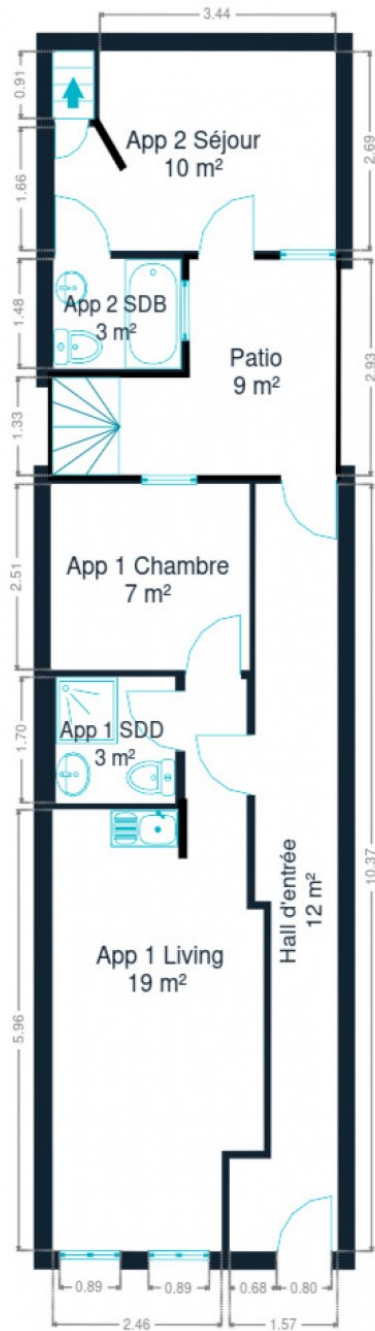 3.44
0.91
App 2 Séjour
10 m²
2.69
1.66
1.48
App 2 SDB
3 m²
Patio
9 m²
2.93
1.33
App 1 Chambre
7 m²
2.51
App 1 SDD
3 m²
1.70
10.37
Hall d'entrée
12 m²
App 1 Living
19 m²
5.96
0.89
0.89
0.68
0.80
2.46
1.57